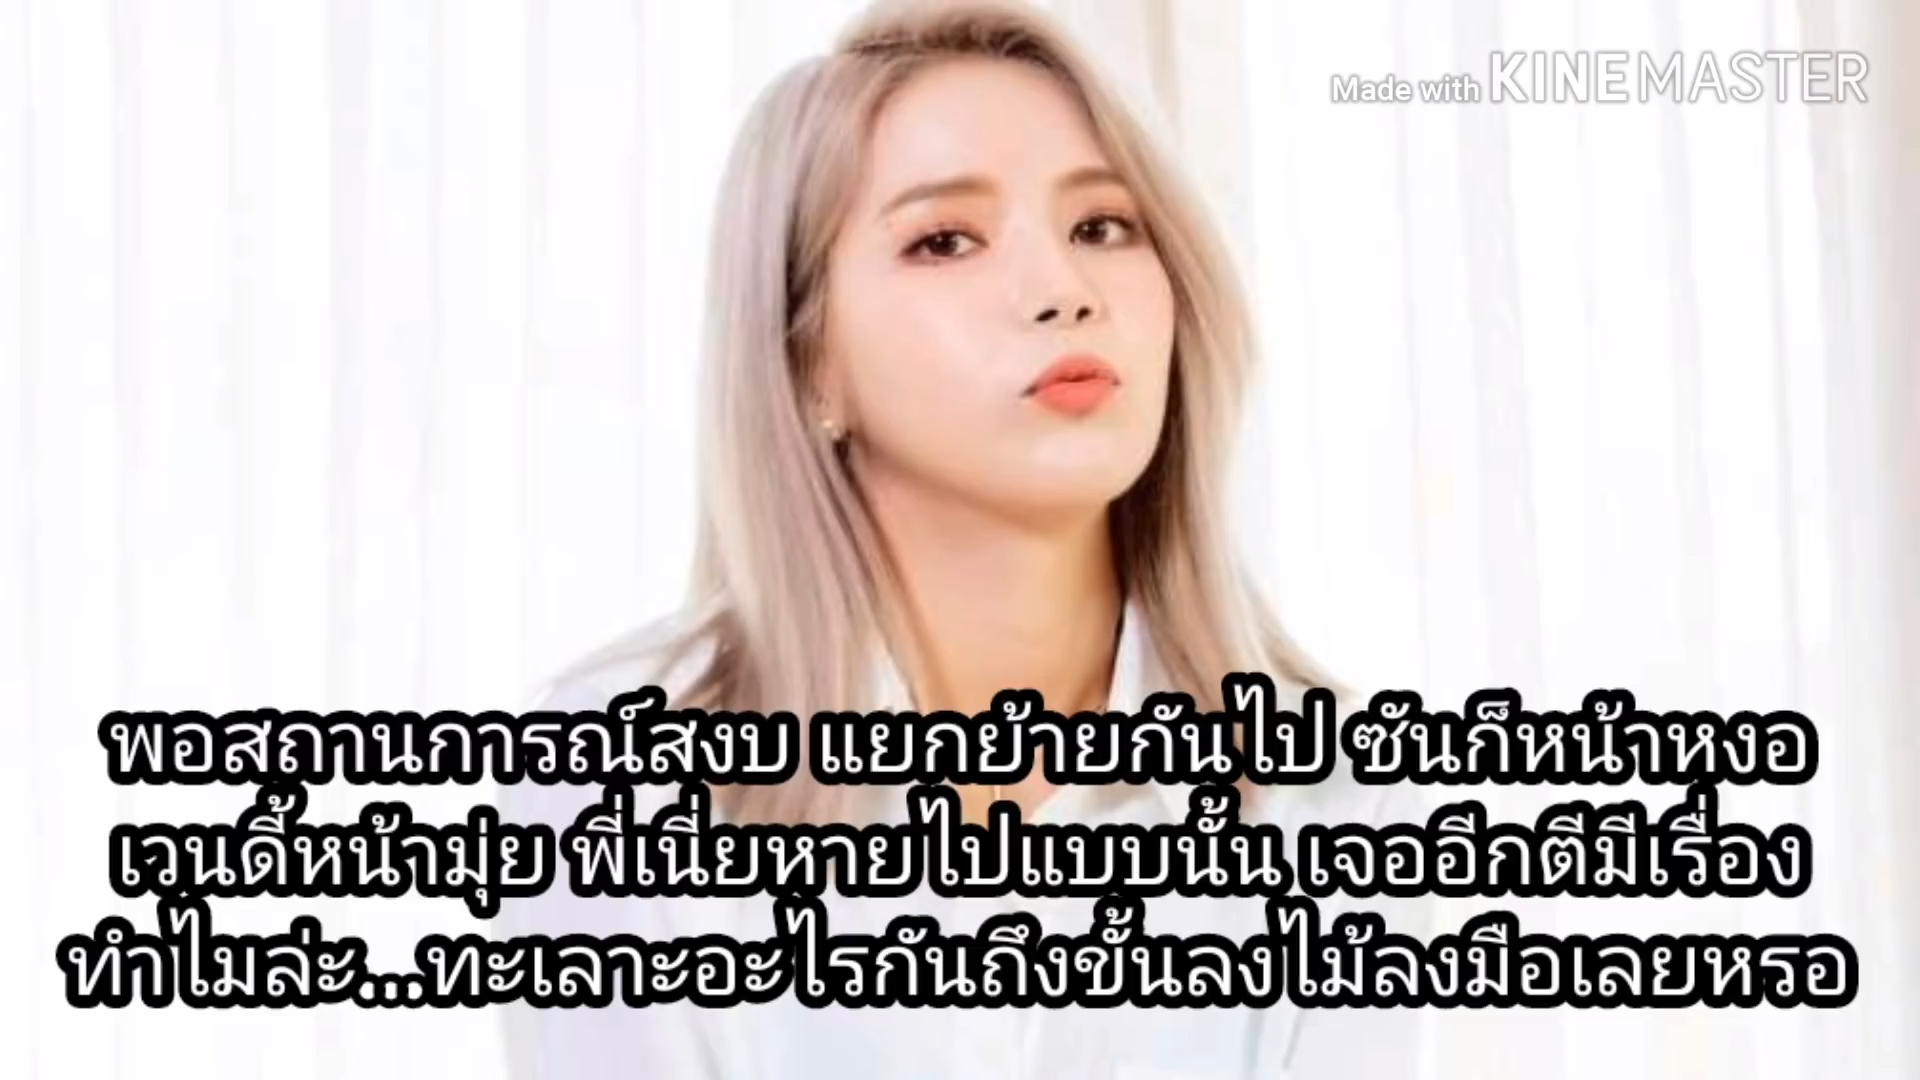 Made with KINEMASTER
พอสถานการณ์สงบ แยกย้ายกันไป ซันก็หน้าหงอ
เวนดี้หน้ามุ่ย พี่เนี่ยหายไปแบบนั้น เจออีกตีมีเรื่อง
ทำไมล่ะ...ทะเลาะอะไรกันถึงขั้นลงไม้ลงมือเลยหรอ